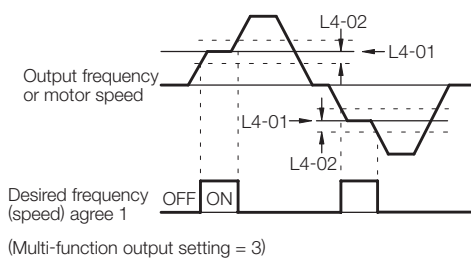 L4-02
L4-01
Output frequency
or motor speed
L4-01
L4-02
Desired frequency
(speed) agree 1
OFF ON
(Multi-function output setting = 3)